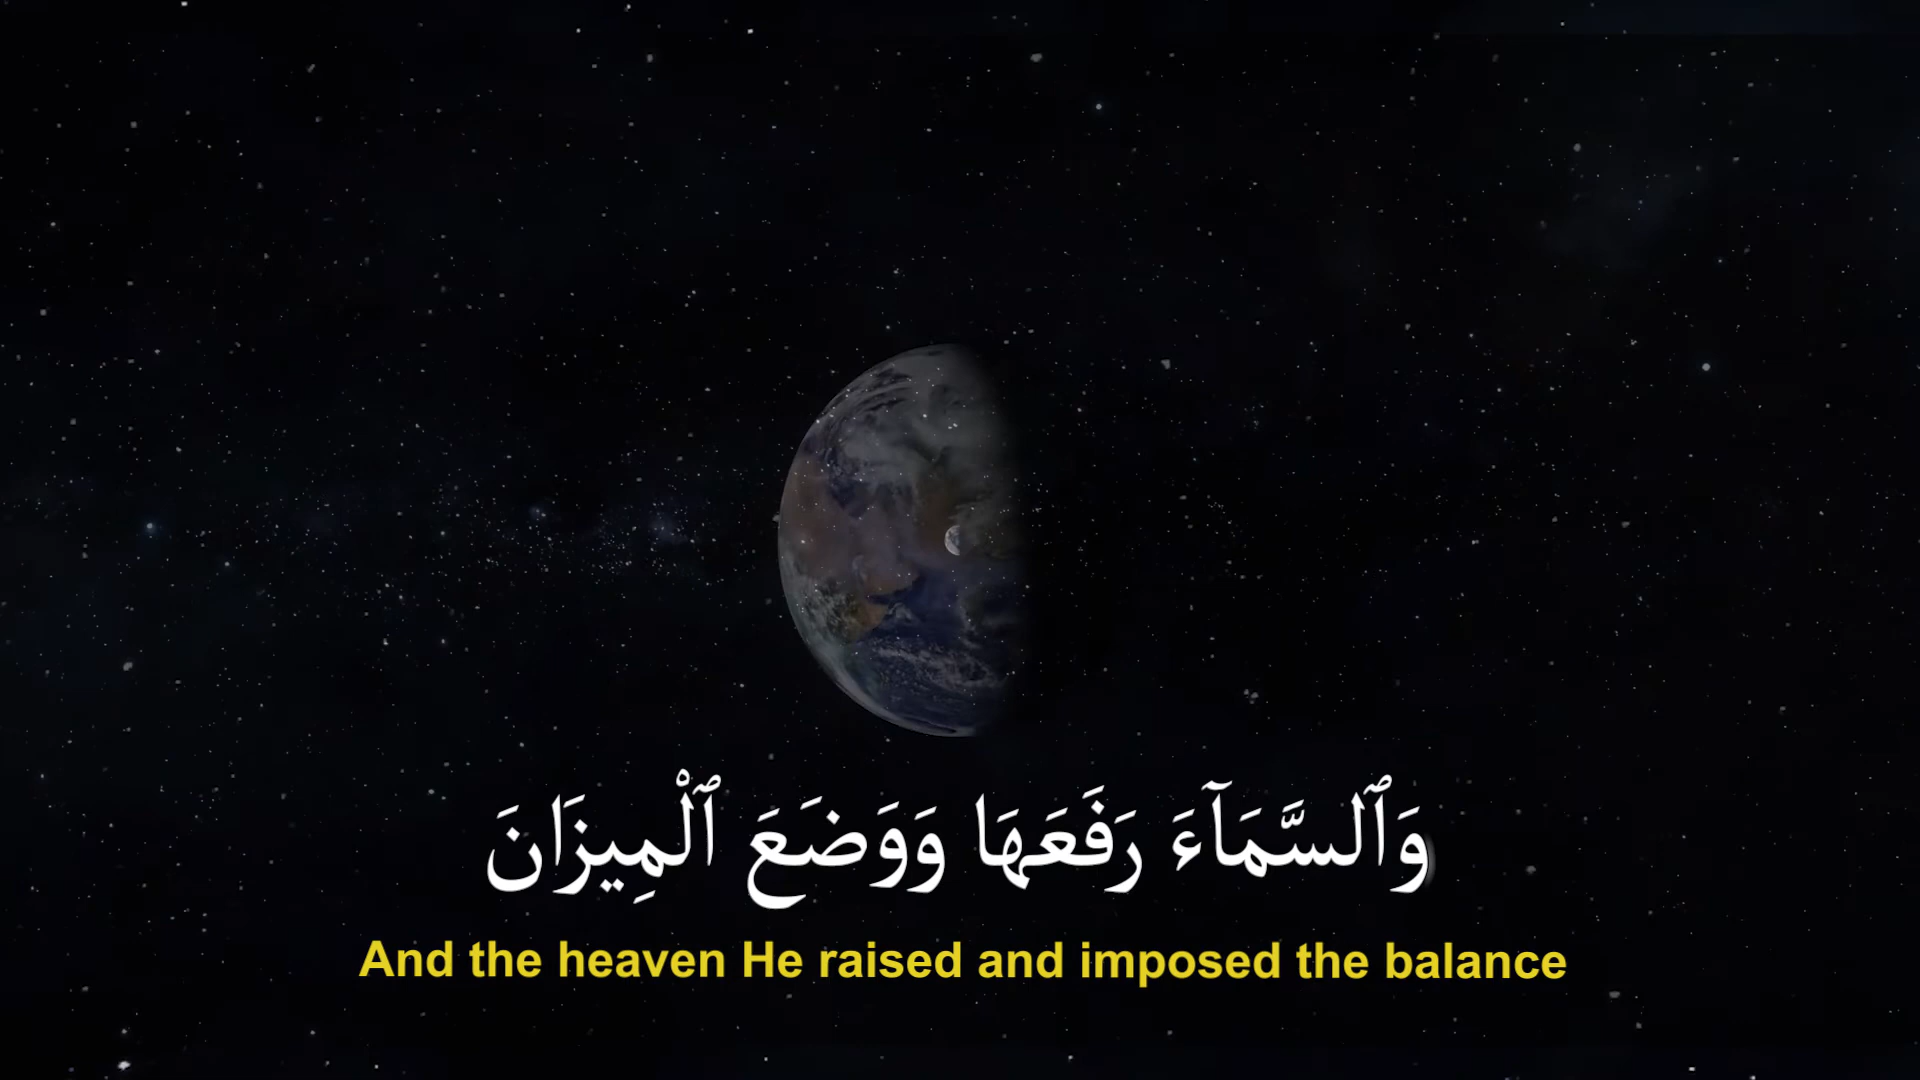 وَٱلسَّمَآءَ رَفَعَهَا وَوَضَعَ ٱلْمِيزَانَ
And the heaven He raised and imposed the balance